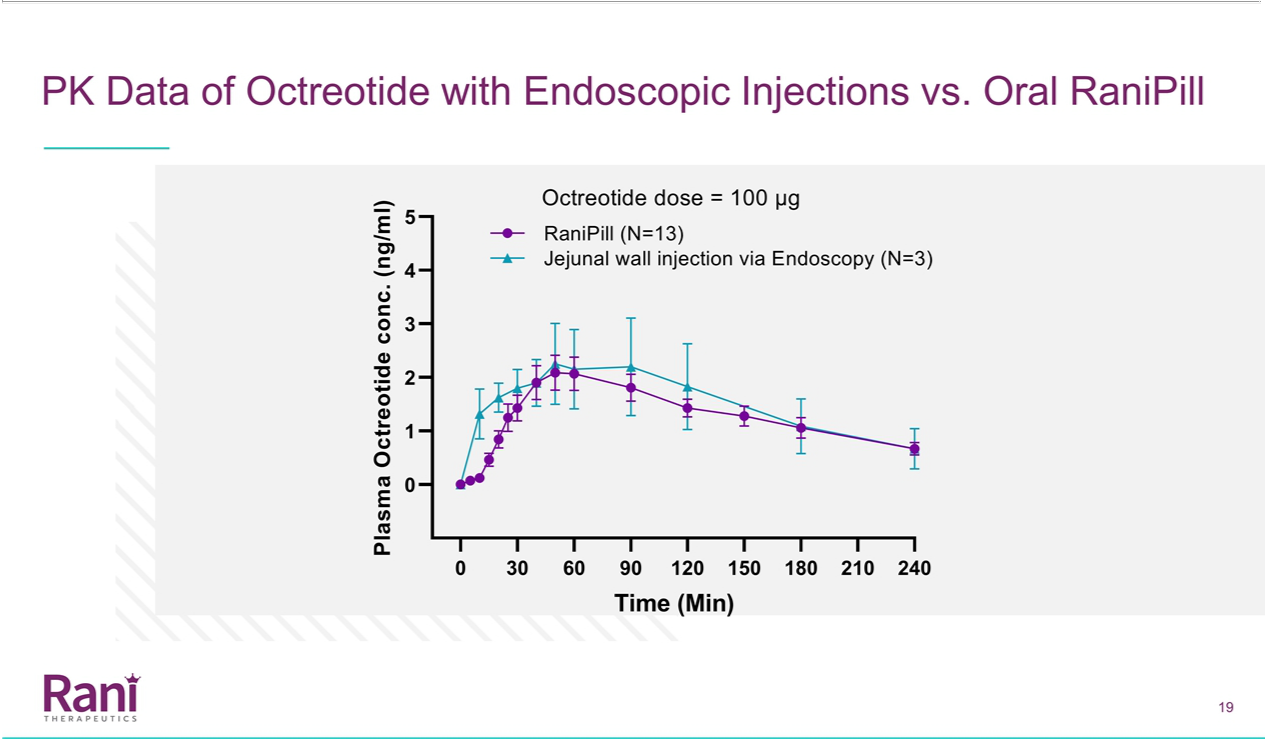 PK Data of Octreotide with Endoscopic Injections vs. Oral RaniPill
Octreotide dose = 100 µg
RaniPill (N=13)
Jejunal wall injection via Endoscopy (N=3)
Plasma Octreotide conc. (ng/ml)
5
4
3
2
1
0
0 30 60 90 120 150 180 210 240
Time (Min)
Rani
THERAPEUTICS
19